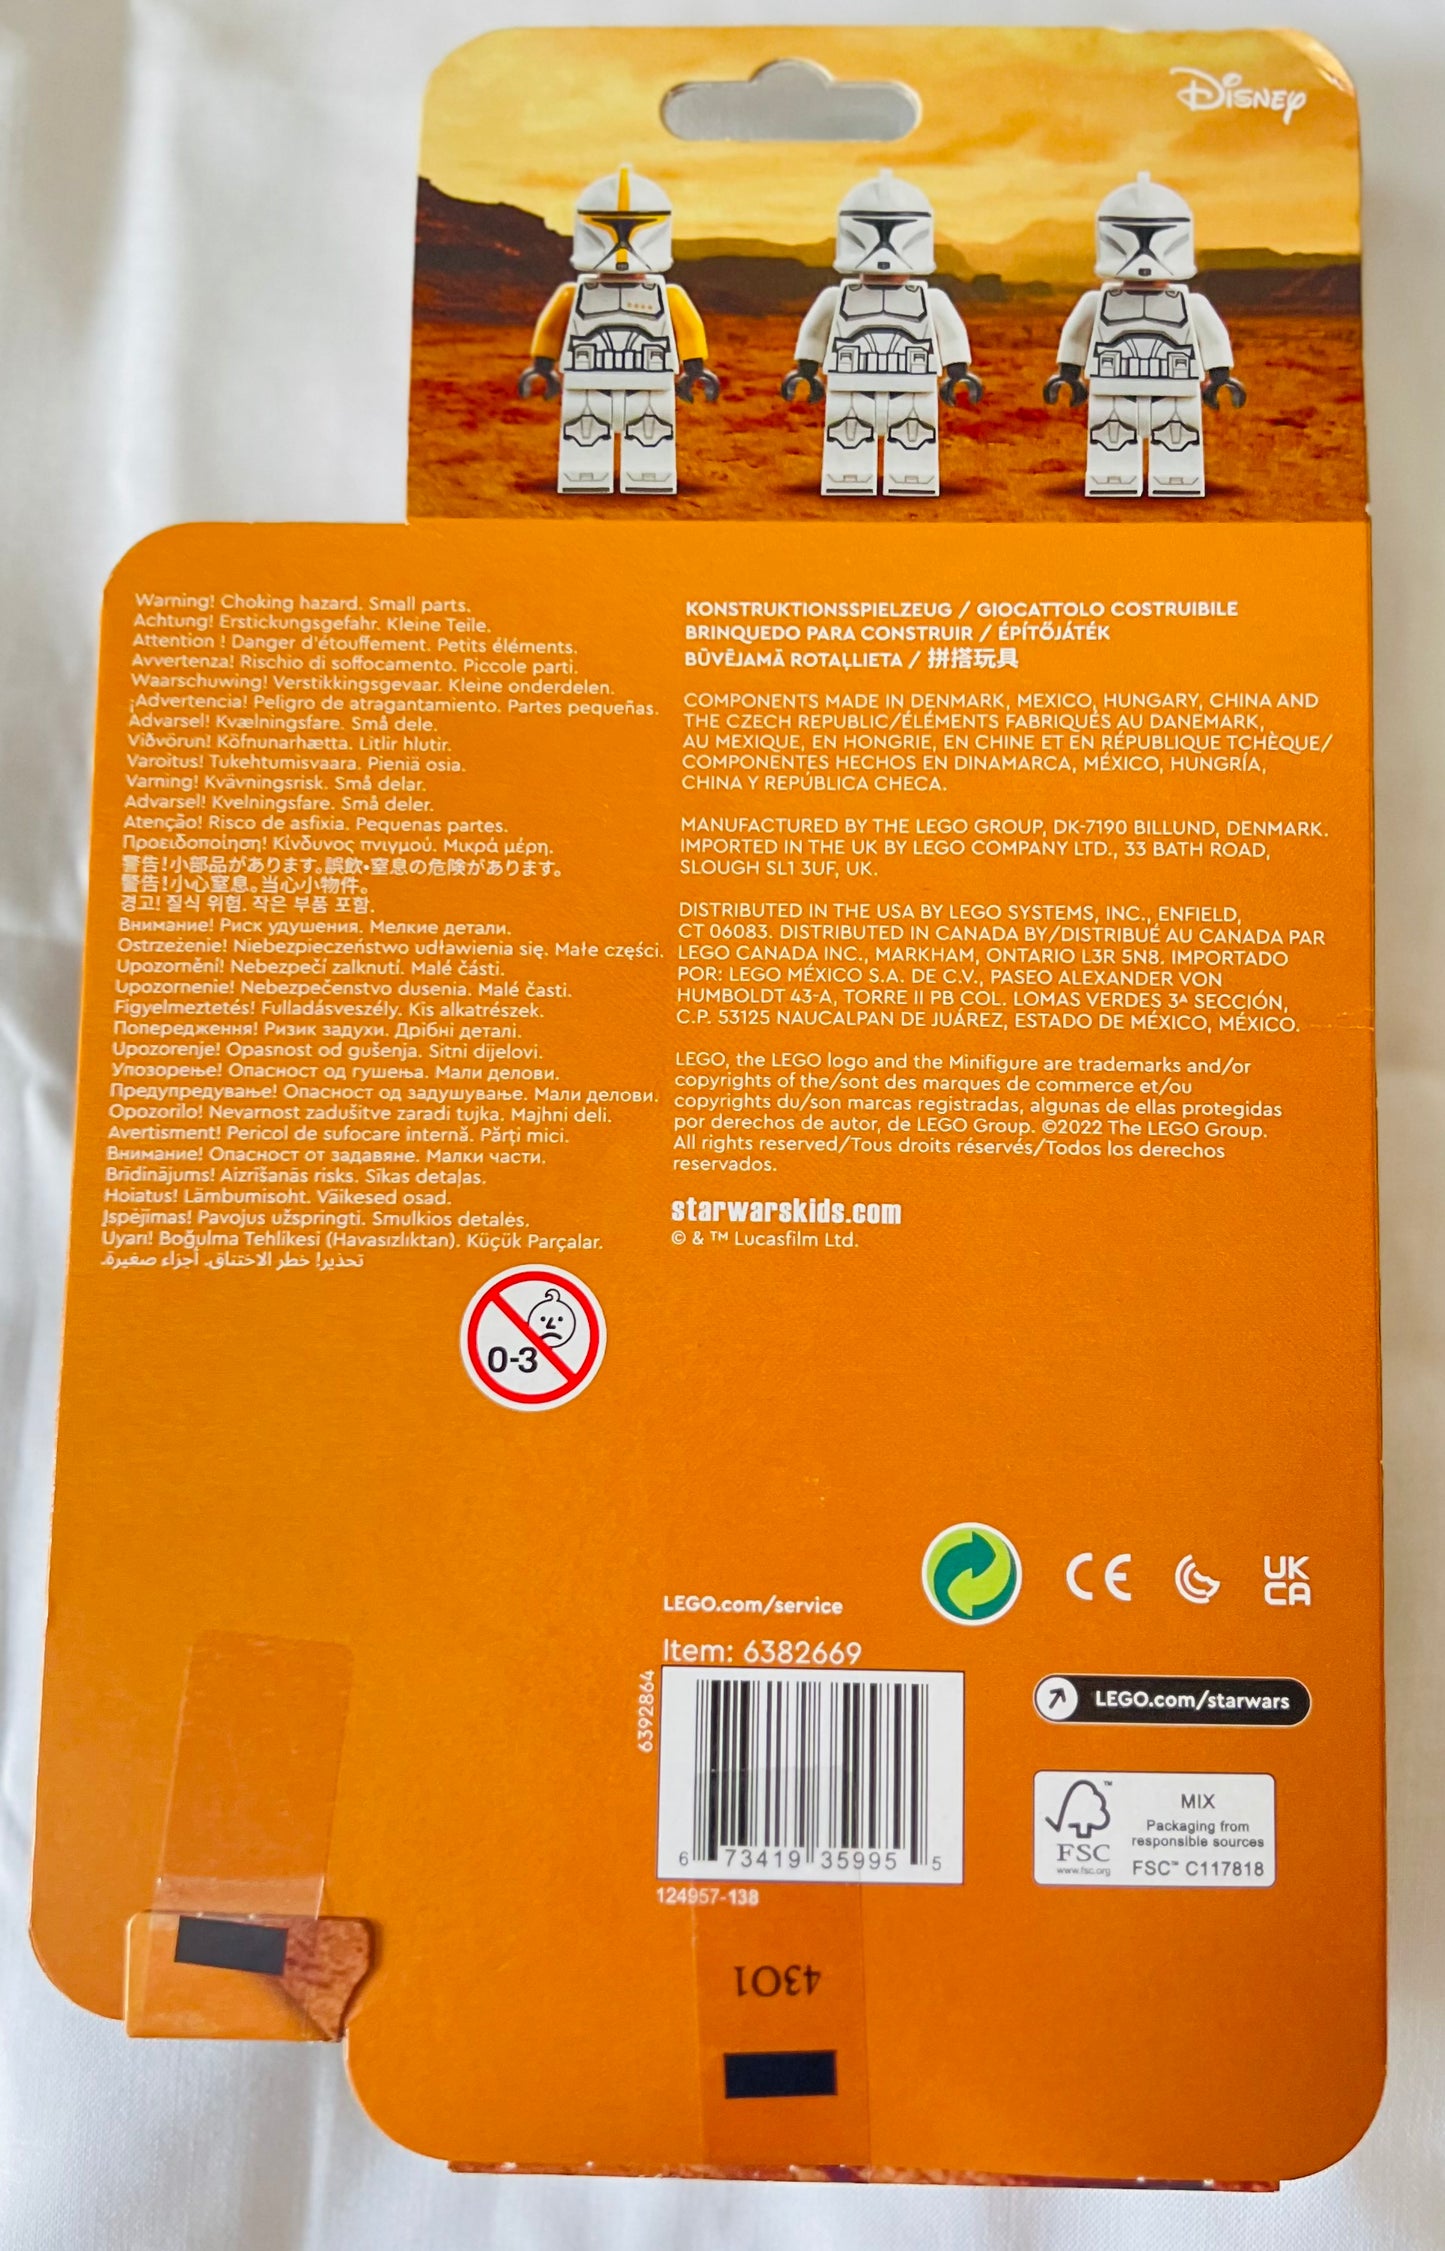 Disney
Warning! Choking hazard. Small parts.
Achtung! Erstickungsgefahr. Kleine Teile.
Attention ! Danger d'étouffement. Petits éléments.
Avvertenza! Rischio di soffocamento. Piccole parti.
Waarschuwing! Verstikkingsgevaar. Kleine onderdelen.
¡Advertencia! Peligro de atragantamiento. Partes pequeñas.
Advarsel! Kvælningsfare. Små dele.
Viðvörun! Köfnunarhætta. Litlir hlutir.
Varoitus! Tukehtumisvaara. Pieniä osia.
Varning! Kvävningsrisk. Små delar.
Advarsel! Kvelningsfare. Små deler.
Atenção! Risco de asfixia. Pequenas partes.
Προειδοποίηση! Κίνδυνος πνιγμού. Μικρά μέρη.
警告!小部品があります。誤飲・窒息の危険があります。
警告!小心窒息。当心小物件。
경고! 질식 위험. 작은 부품 포함.
Внимание! Риск удушения. Мелкие детали.
Ostrzeżenie! Niebezpieczeństwo udławienia się. Małe części.
Upozornění! Nebezpečí zalknutí. Malé části.
Upozornenie! Nebezpečenstvo dusenia. Malé časti.
Figyelmeztetés! Fulladásveszély. Kis alkatrészek.
Попередження! Ризик задухи. Дрібні деталі.
Upozorenje! Opasnost od gušenja. Sitni dijelovi.
Упозорење! Опасност од гушења. Мали делови.
Предупредување! Опасност од задушување. Мали делови.
Opozorilo! Nevarnost zadušitve zaradi tujka. Majhni deli.
Avertisment! Pericol de sufocare internă. Părți mici.
Внимание! Опасност от задавяне. Малки части.
Brīdinājums! Aizrīšanās risks. Sīkas detaļas.
Hoiatus! Lämbumisoht. Väikesed osad.
Įspėjimas! Pavojus užspringti. Smulkios detalės.
Uyarı! Boğulma Tehlikesi (Havasızlıktan). Küçük Parçalar.
تحذير! خطر الاختناق. أجزاء صغيرة.
0-3
KONSTRUKTIONSSPIELZEUG / GIOCATTOLO COSTRUIBILE
BRINQUEDO PARA CONSTRUIR / ÉPÍTŐJÁTÉK
BŪVĒJAMĀ ROTAĻLIETA / 拼搭玩具
COMPONENTS MADE IN DENMARK, MEXICO, HUNGARY, CHINA AND
THE CZECH REPUBLIC/ÉLÉMENTS FABRIQUÉS AU DANEMARK,
AU MEXIQUE, EN HONGRIE, EN CHINE ET EN RÉPUBLIQUE TCHÈQUE/
COMPONENTES HECHOS EN DINAMARCA, MÉXICO, HUNGRÍA,
CHINA Y REPÚBLICA CHECA.
MANUFACTURED BY THE LEGO GROUP, DK-7190 BILLUND, DENMARK.
IMPORTED IN THE UK BY LEGO COMPANY LTD., 33 BATH ROAD,
SLOUGH SL1 3UF, UK.
DISTRIBUTED IN THE USA BY LEGO SYSTEMS, INC., ENFIELD,
CT 06083. DISTRIBUTED IN CANADA BY/DISTRIBUÉ AU CANADA PAR
LEGO CANADA INC., MARKHAM, ONTARIO L3R 5N8. IMPORTADO
POR: LEGO MÉXICO S.A. DE C.V., PASEO ALEXANDER VON
HUMBOLDT 43-A, TORRE II PB COL. LOMAS VERDES 3ᴬ SECCIÓN,
C.P. 53125 NAUCALPAN DE JUÁREZ, ESTADO DE MÉXICO, MÉXICO.
LEGO, the LEGO logo and the Minifigure are trademarks and/or
copyrights of the/sont des marques de commerce et/ou
copyrights du/son marcas registradas, algunas de ellas protegidas
por derechos de autor, de LEGO Group. ©2022 The LEGO Group.
All rights reserved/Tous droits réservés/Todos los derechos
reservados.
starwarskids.com
© & ™ Lucasfilm Ltd.
CE
UK
CA
LEGO.com/service
Item: 6382669
6392864
6 73419 35995 5
124957-138
LEGO.com/starwars
FSC™
www.fsc.org
MIX
Packaging from
responsible sources
FSC™ C117818
4301